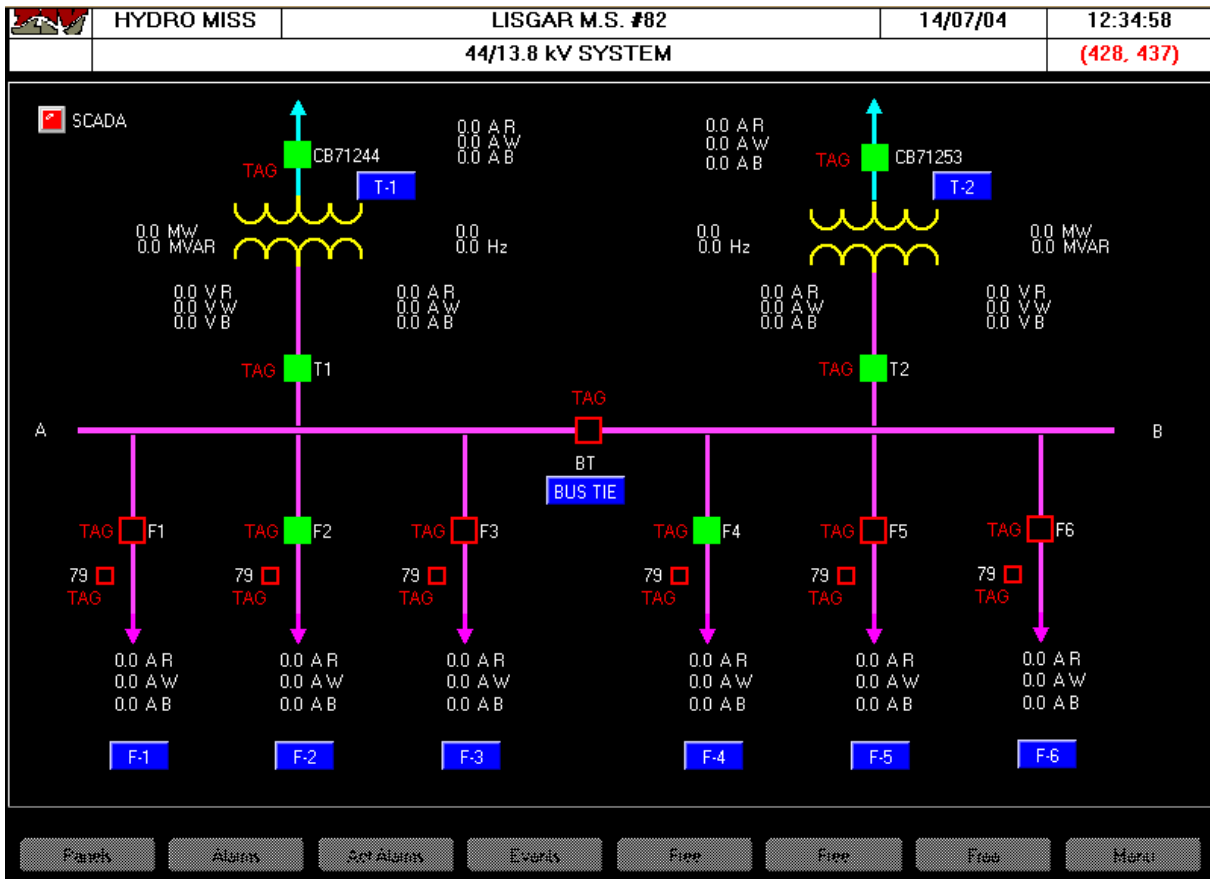 HYDRO MISS LISGAR M.S. #82 14/07/04 12:34:58
44/13.8 kV SYSTEM (428, 437)
SCADA
0.0 A R
0.0 A W
0.0 A B
0.0 A R
0.0 A W
0.0 A B
TAG CB71244
T-1
TAG CB71253
T-2
0.0 MW
0.0 MVAR
0.0
0.0 Hz
0.0
0.0 Hz
0.0 MW
0.0 MVAR
0.0 V R
0.0 V W
0.0 V B
0.0 A R
0.0 A W
0.0 A B
0.0 A R
0.0 A W
0.0 A B
0.0 V R
0.0 V W
0.0 V B
TAG T1
TAG T2
TAG
A B
BT
BUS TIE
TAG F1 TAG F2 TAG F3 TAG F4 TAG F5 TAG F6
79 79 79 79 79 79
TAG TAG TAG TAG TAG TAG
0.0 A R 0.0 A R 0.0 A R 0.0 A R 0.0 A R 0.0 A R
0.0 A W 0.0 A W 0.0 A W 0.0 A W 0.0 A W 0.0 A W
0.0 A B 0.0 A B 0.0 A B 0.0 A B 0.0 A B 0.0 A B
F-1 F-2 F-3 F-4 F-5 F-6
Panels Alarms Act Alarms Events Free Free Free Menu